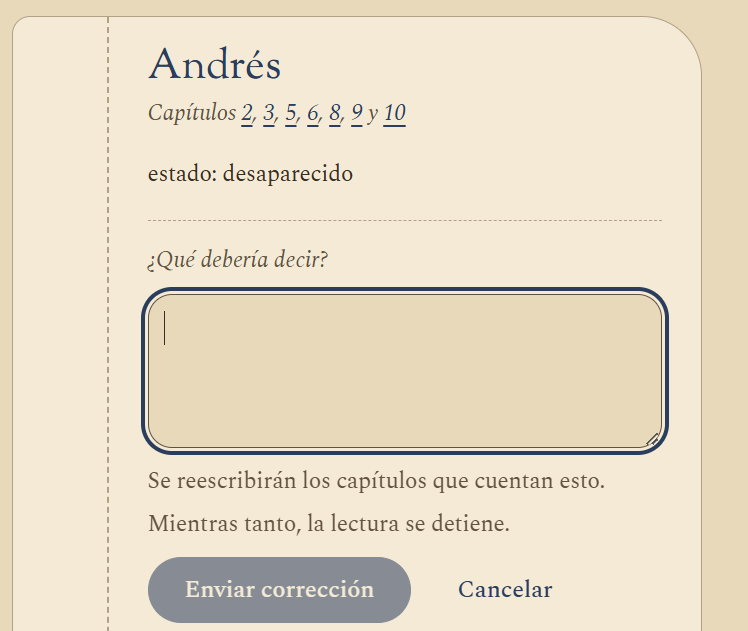 Andrés
Capítulos 2, 3, 5, 6, 8, 9 y 10
estado: desaparecido
¿Qué debería decir?
Se reescribirán los capítulos que cuentan esto.
Mientras tanto, la lectura se detiene.
Enviar corrección
Cancelar